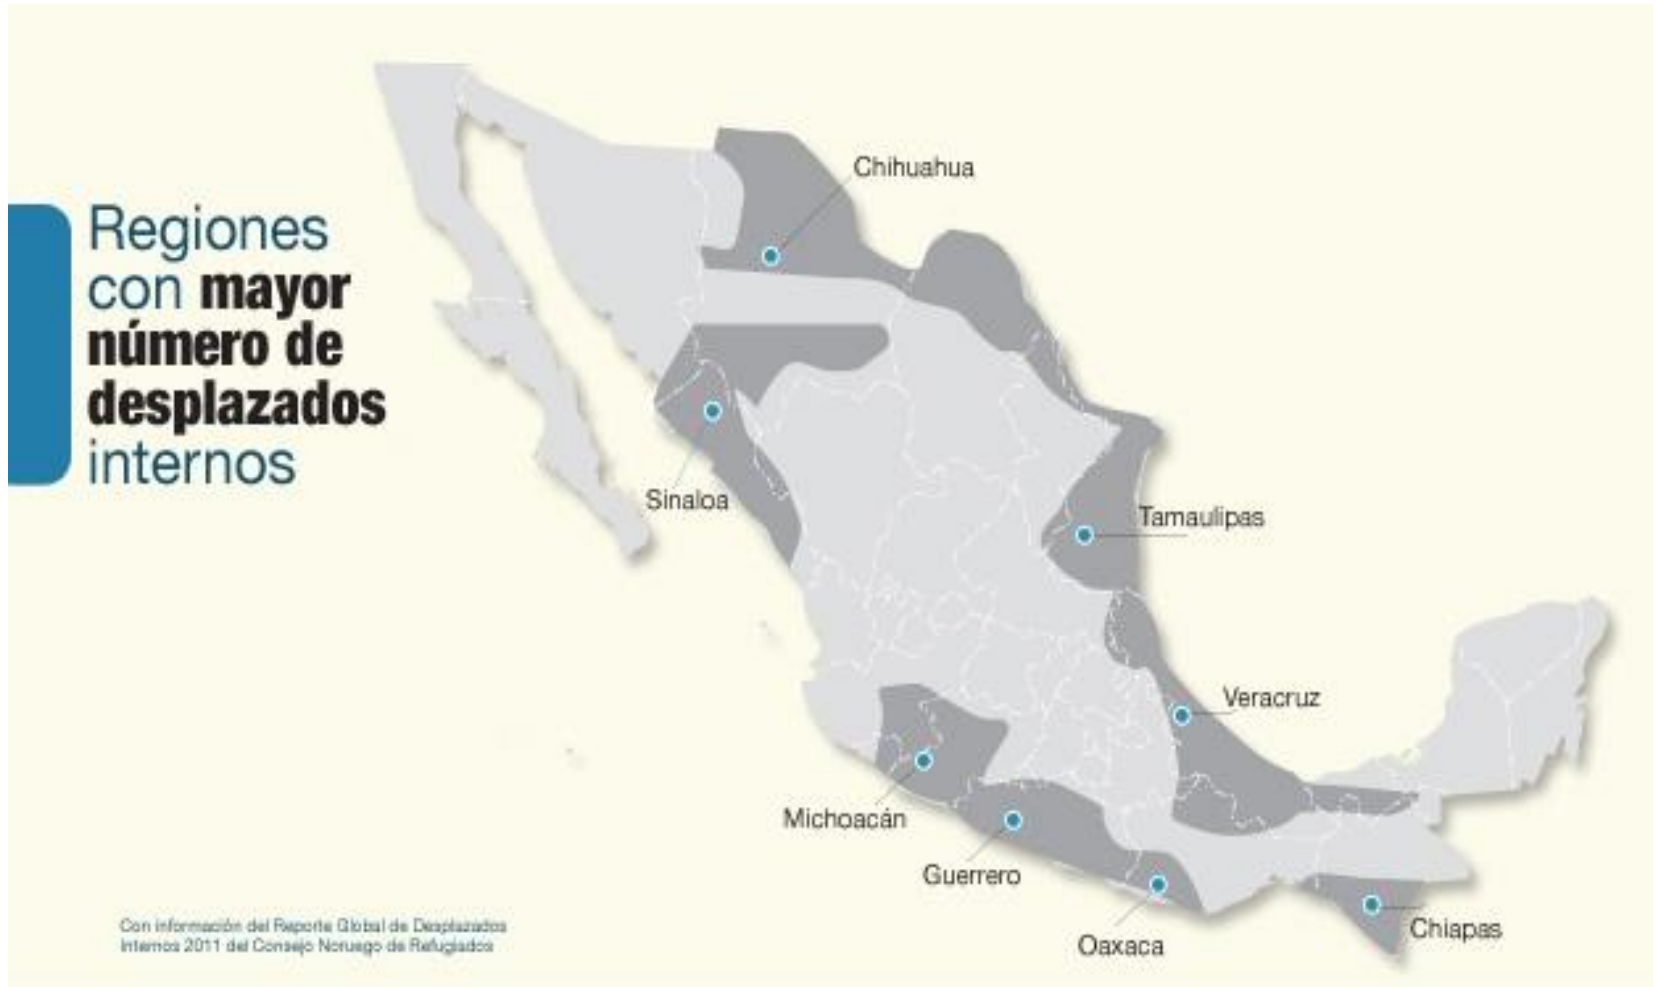 Regiones
con mayor
número de
desplazados
internos
Chihuahua
Sinaloa
Tamaulipas
Veracruz
Michoacán
Guerrero
Oaxaca
Chiapas
Con información del Reporte Global de Desplazados
Internos 2011 del Consejo Noruego de Refugiados